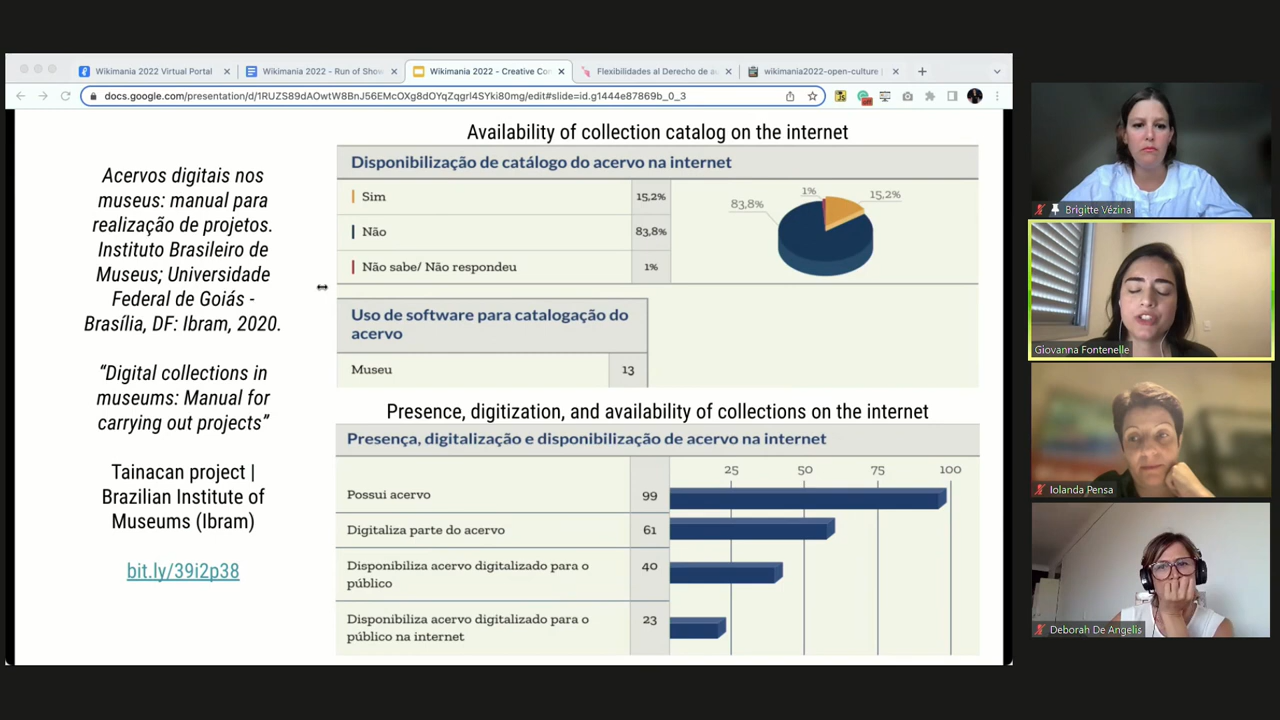 Wikimania 2022 Virtual Portal
Wikimania 2022 - Run of Show
Wikimania 2022 - Creative Co
Flexibilidades al Derecho de a
wikimania2022-open-culture
docs.google.com/presentation/d/1RUZS89dAOwtW8BnJ56EMcOXg8dOYqZqgrl4SYki80mg/edit#slide=id.g1444e87869b_0_3
Acervos digitais nos
museus: manual para
realização de projetos.
Instituto Brasileiro de
Museus; Universidade
Federal de Goiás -
Brasília, DF: Ibram, 2020.
“Digital collections in
museums: Manual for
carrying out projects”
Tainacan project |
Brazilian Institute of
Museums (Ibram)
bit.ly/39i2p38
Availability of collection catalog on the internet
Disponibilização de catálogo do acervo na internet
Sim 15,2%
Não 83,8%
Não sabe/ Não respondeu 1%
83,8% 1% 15,2%
Uso de software para catalogação do
acervo
Museu 13
Presence, digitization, and availability of collections on the internet
Presença, digitalização e disponibilização de acervo na internet
25 50 75 100
Possui acervo 99
Digitaliza parte do acervo 61
Disponibiliza acervo digitalizado para o 40
público
Disponibiliza acervo digitalizado para o 23
público na internet
Brigitte Vézina
Giovanna Fontenelle
Iolanda Pensa
Deborah De Angelis